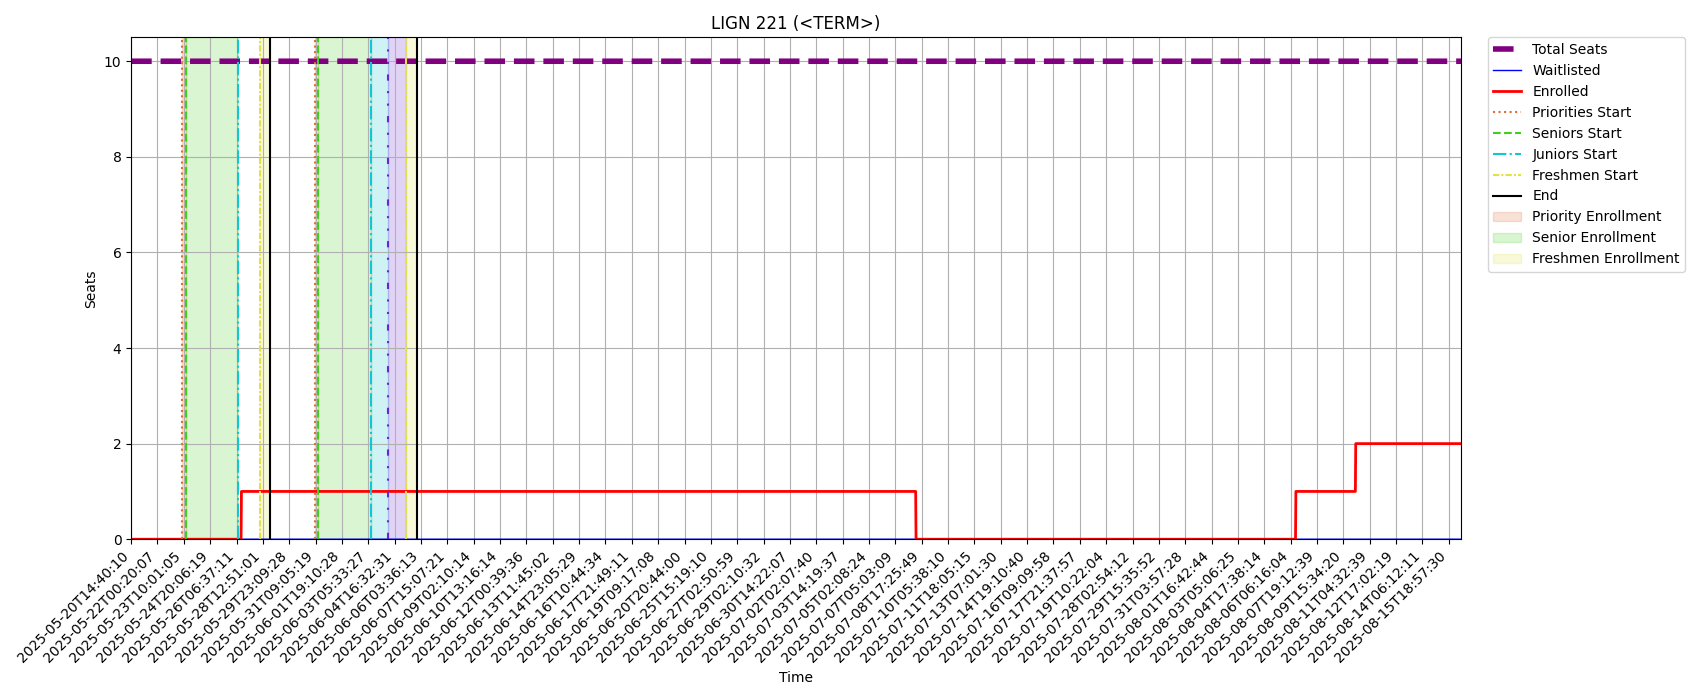 LIGN 221 (<TERM>)
Total Seats
Waitlisted
Enrolled
Priorities Start
Seniors Start
Juniors Start
Freshmen Start
End
Priority Enrollment
Senior Enrollment
Freshmen Enrollment
Seats
10
8
6
4
2
0
2025-05-20T14:40:10
2025-05-22T00:20:07
2025-05-23T10:01:05
2025-05-24T20:06:19
2025-05-26T06:37:11
2025-05-28T12:51:01
2025-05-29T23:09:28
2025-05-31T09:05:19
2025-06-01T19:10:28
2025-06-03T05:33:27
2025-06-04T16:32:31
2025-06-06T03:36:13
2025-06-07T15:07:21
2025-06-09T02:10:14
2025-06-10T13:16:14
2025-06-12T00:39:36
2025-06-13T11:45:02
2025-06-14T23:05:29
2025-06-16T10:44:34
2025-06-17T21:49:11
2025-06-19T09:17:08
2025-06-20T20:44:00
2025-06-25T15:19:10
2025-06-27T02:50:59
2025-06-29T02:10:32
2025-06-30T14:22:07
2025-07-02T02:07:40
2025-07-03T14:19:37
2025-07-05T02:08:24
2025-07-07T05:03:09
2025-07-08T17:25:49
2025-07-10T05:38:10
2025-07-11T18:05:15
2025-07-13T07:01:30
2025-07-14T19:10:40
2025-07-16T09:09:58
2025-07-17T21:37:57
2025-07-19T10:22:04
2025-07-28T02:54:12
2025-07-29T15:35:52
2025-07-31T03:57:28
2025-08-01T16:42:44
2025-08-03T05:06:25
2025-08-04T17:38:14
2025-08-06T06:16:04
2025-08-07T19:12:39
2025-08-09T15:34:20
2025-08-11T04:32:39
2025-08-12T17:02:19
2025-08-14T06:12:11
2025-08-15T18:57:30
Time